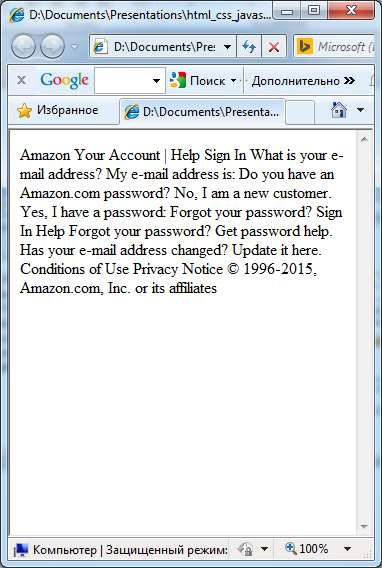 D:\Documents\Presentations\html_css_javas
D:\Documents\Pre
Microsoft (
x Google Поиск Дополнительно »
Избранное D:\Documents\Presenta...
Amazon Your Account | Help Sign In What is your e-
mail address? My e-mail address is: Do you have an
Amazon.com password? No, I am a new customer.
Yes, I have a password: Forgot your password? Sign
In Help Forgot your password? Get password help.
Has your e-mail address changed? Update it here.
Conditions of Use Privacy Notice © 1996-2015,
Amazon.com, Inc. or its affiliates
Компьютер | Защищенный режим: 100%